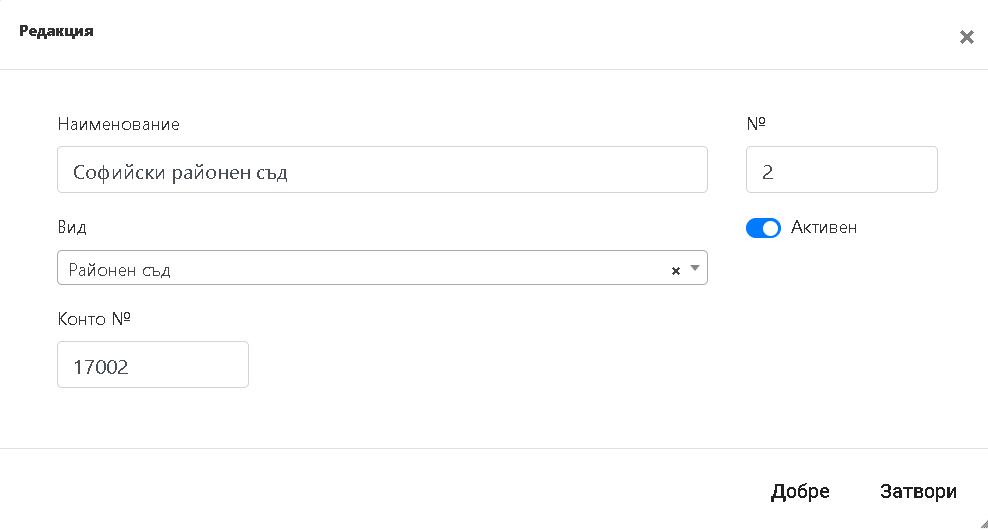 Редакция
×
Наименование
№
Софийски районен съд
2
Вид
Активен
Районен съд
×
Конто №
17002
Добре
Затвори